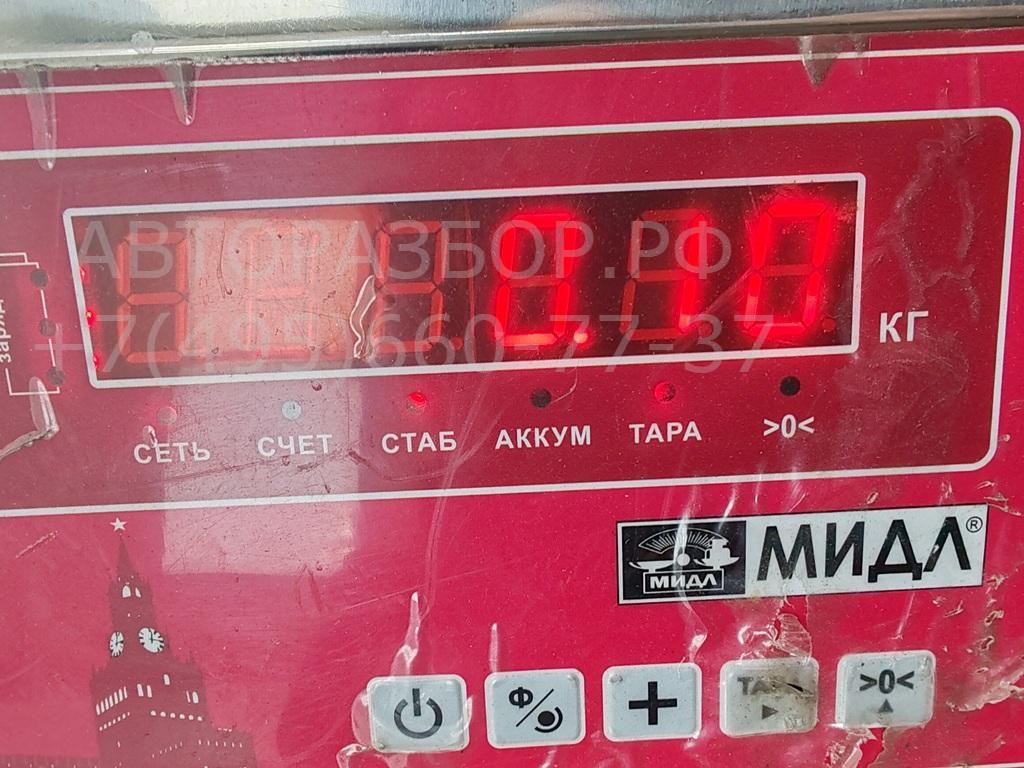 АВТОРАЗБОР.РФ
+7(495)660-77-37
0.10
КГ
заряд
СЕТЬ СЧЕТ СТАБ АККУМ ТАРА >0<
МИДЛ МИДЛ®
Ф >0<